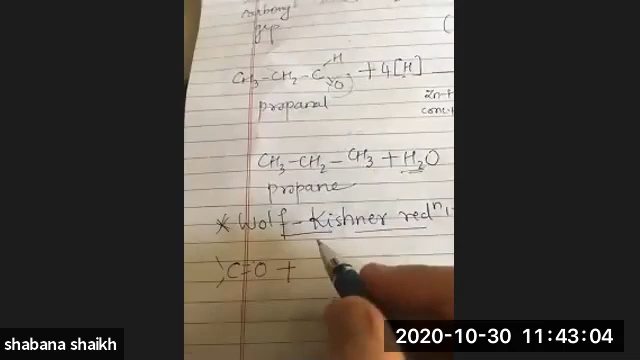 carbonyl
grp
(
H
CH3-CH2-C + 4[H]
O
propanal
Zn-H
conc.
CH3-CH2-CH3 + H2O
propane
* Wolf-Kishner redn
>C=O +
shabana shaikh
2020-10-30 11:43:04